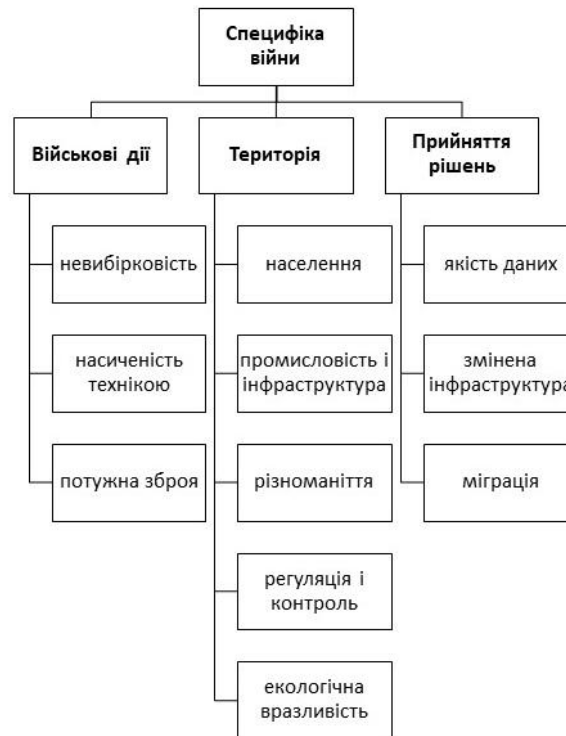 Специфіка
війни
Військові дії
невибірковість
насиченість
технікою
потужна зброя
Територія
населення
промисловість і
інфраструктура
різноманіття
регуляція і
контроль
екологічна
вразливість
Прийняття
рішень
якість даних
змінена
інфраструктура
міграція